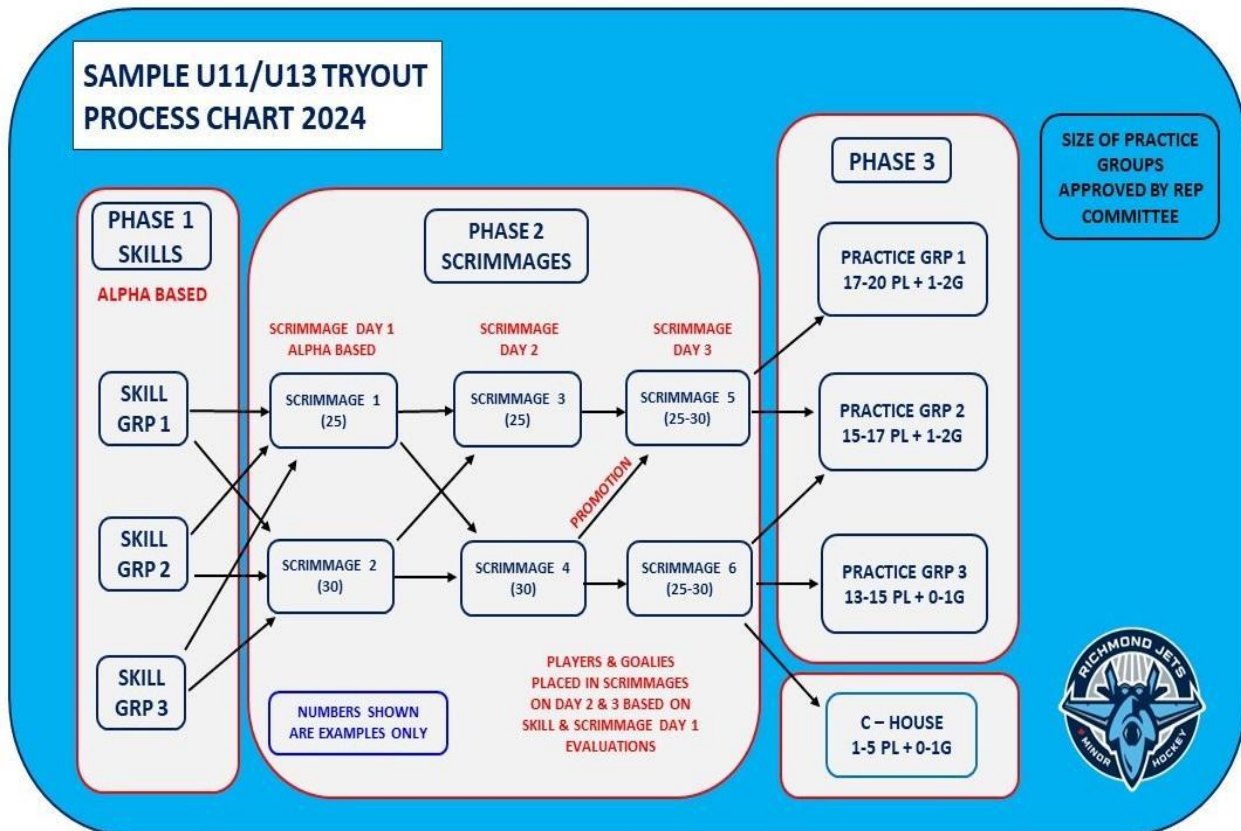 SAMPLE U11/U13 TRYOUT
PROCESS CHART 2024
PHASE 1
SKILLS
ALPHA BASED
SKILL
GRP 1
SKILL
GRP 2
SKILL
GRP 3
PHASE 2
SCRIMMAGES
SCRIMMAGE DAY 1
ALPHA BASED
SCRIMMAGE
DAY 2
SCRIMMAGE
DAY 3
SCRIMMAGE 1
(25)
SCRIMMAGE 3
(25)
SCRIMMAGE 5
(25-30)
PROMOTION
SCRIMMAGE 2
(30)
SCRIMMAGE 4
(30)
SCRIMMAGE 6
(25-30)
NUMBERS SHOWN
ARE EXAMPLES ONLY
PLAYERS & GOALIES
PLACED IN SCRIMMAGES
ON DAY 2 & 3 BASED ON
SKILL & SCRIMMAGE DAY 1
EVALUATIONS
PHASE 3
PRACTICE GRP 1
17-20 PL + 1-2G
PRACTICE GRP 2
15-17 PL + 1-2G
PRACTICE GRP 3
13-15 PL + 0-1G
C – HOUSE
1-5 PL + 0-1G
SIZE OF PRACTICE
GROUPS
APPROVED BY REP
COMMITTEE
RICHMOND JETS
MINOR HOCKEY